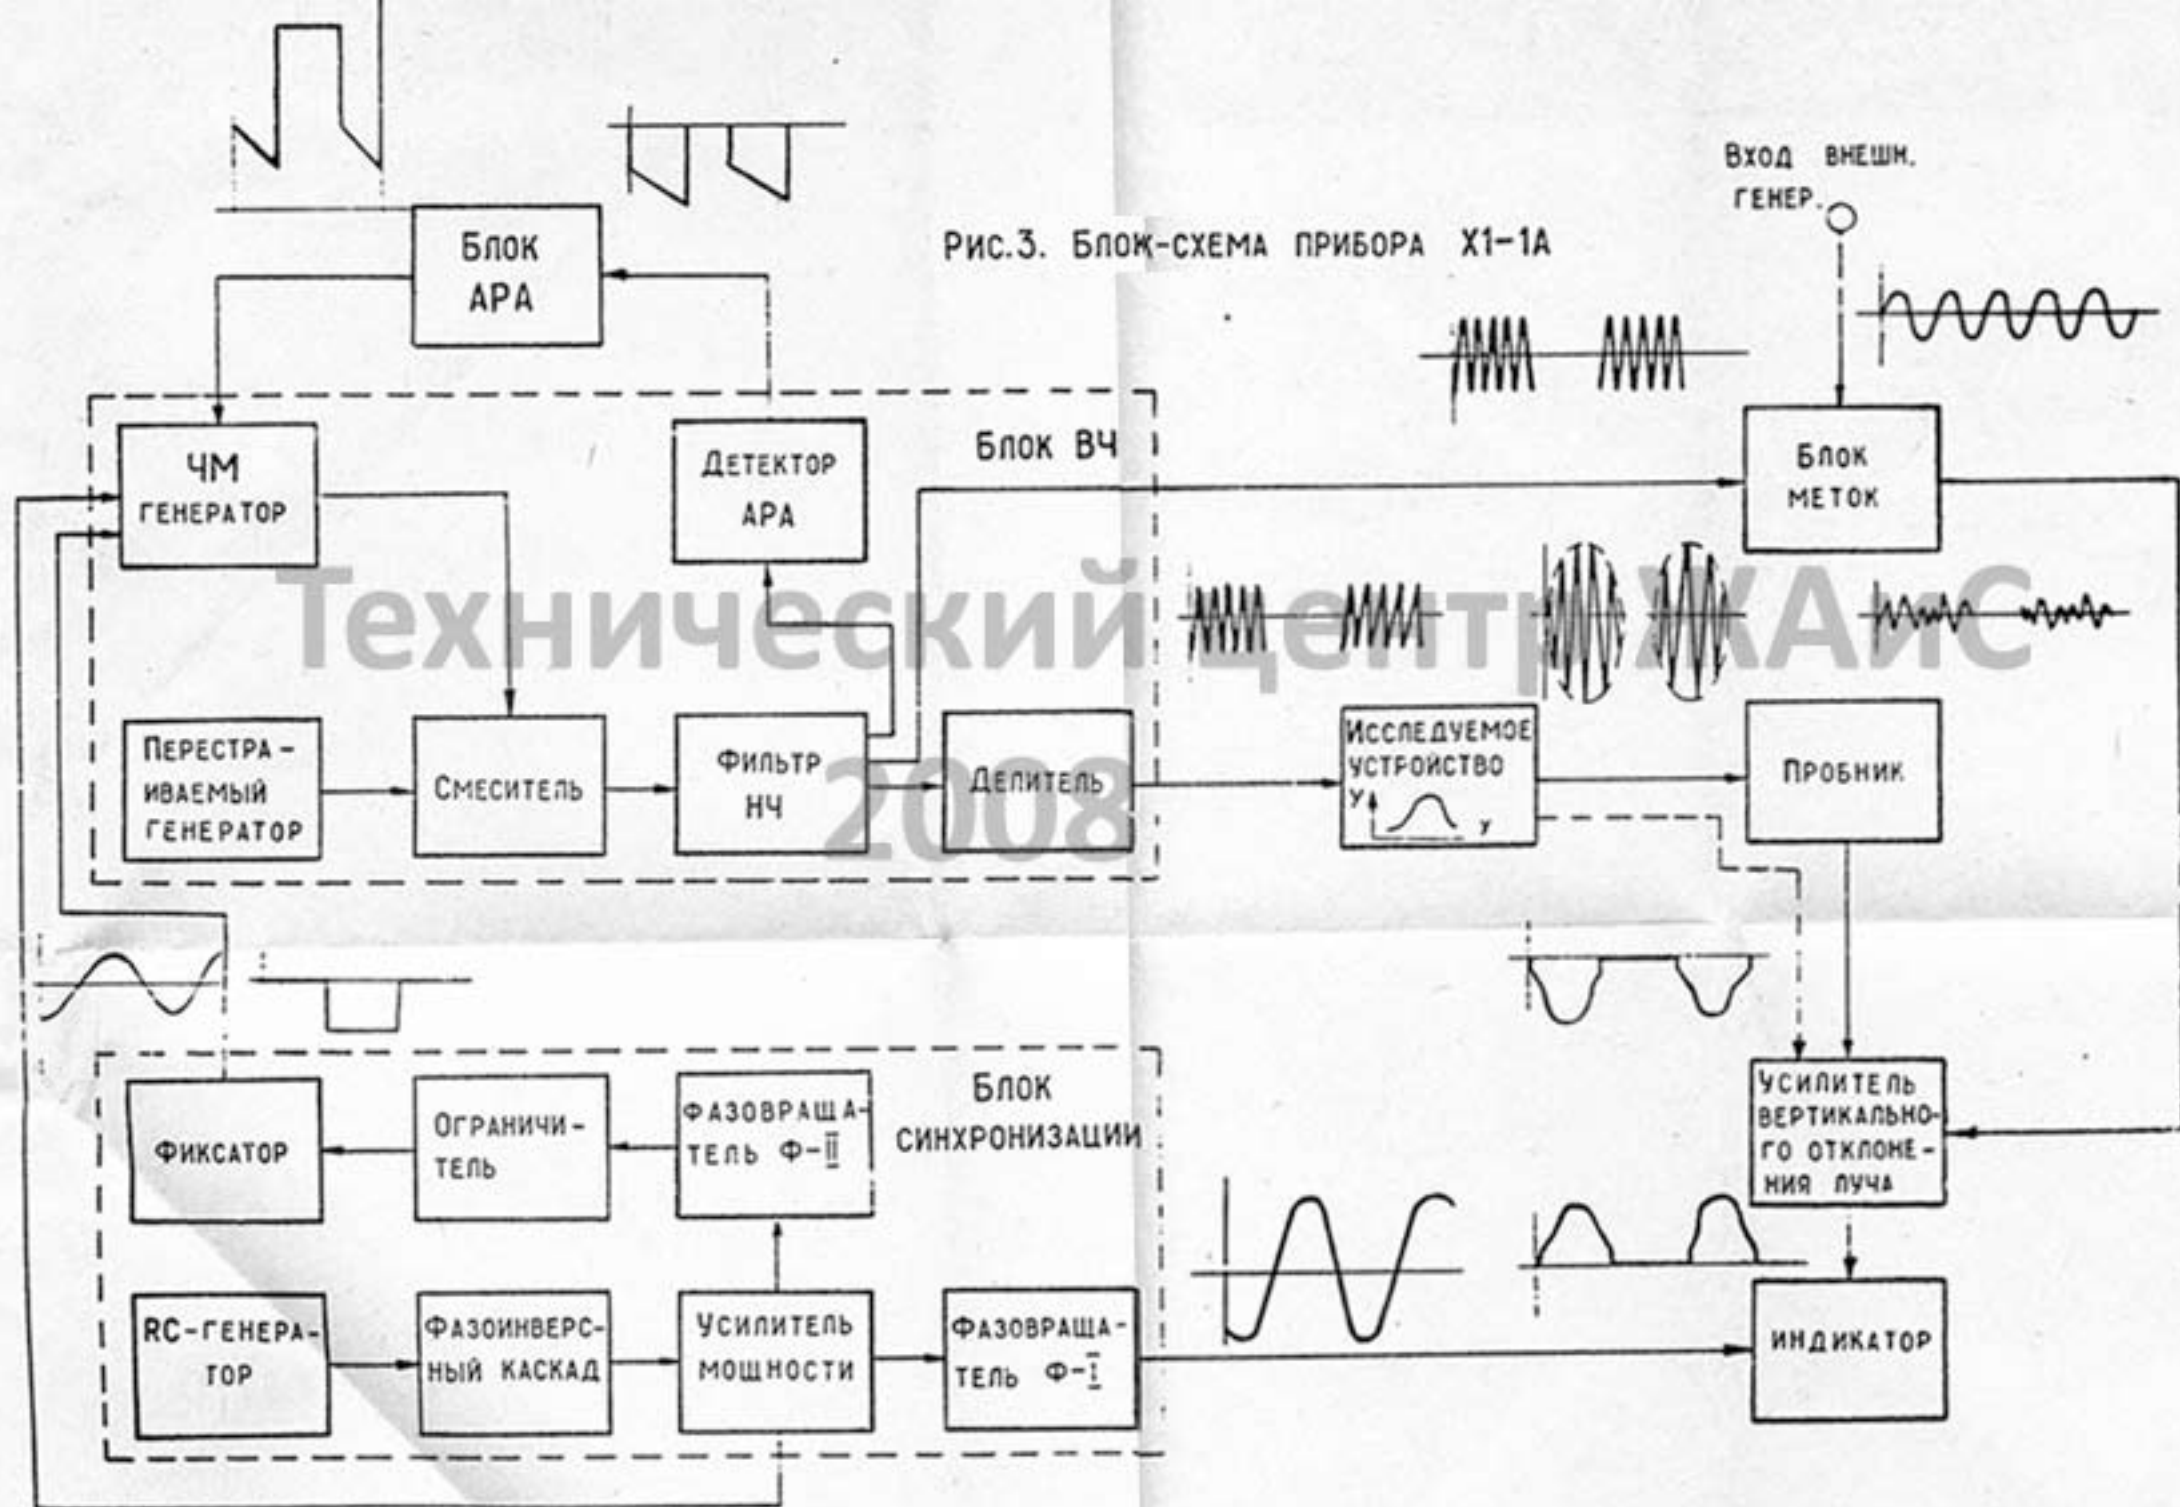 Блок
АРА
Рис.3. Блок-схема прибора Х1-1А
Вход внешн.
генер.
ЧМ
генератор
Детектор
АРА
Блок ВЧ
Блок
меток
Технический центр ЖАиС
2008
Перестра-
иваемый
генератор
Смеситель
Фильтр
НЧ
Делитель
Исследуемое
устройство
У
У
Пробник
Фиксатор
Ограничи-
тель
Фазовраща-
тель Ф-II
Блок
синхронизации
Усилитель
вертикально-
го отклоне-
ния луча
RC-генера-
тор
Фазоинверс-
ный каскад
Усилитель
мощности
Фазовраща-
тель Ф-I
Индикатор